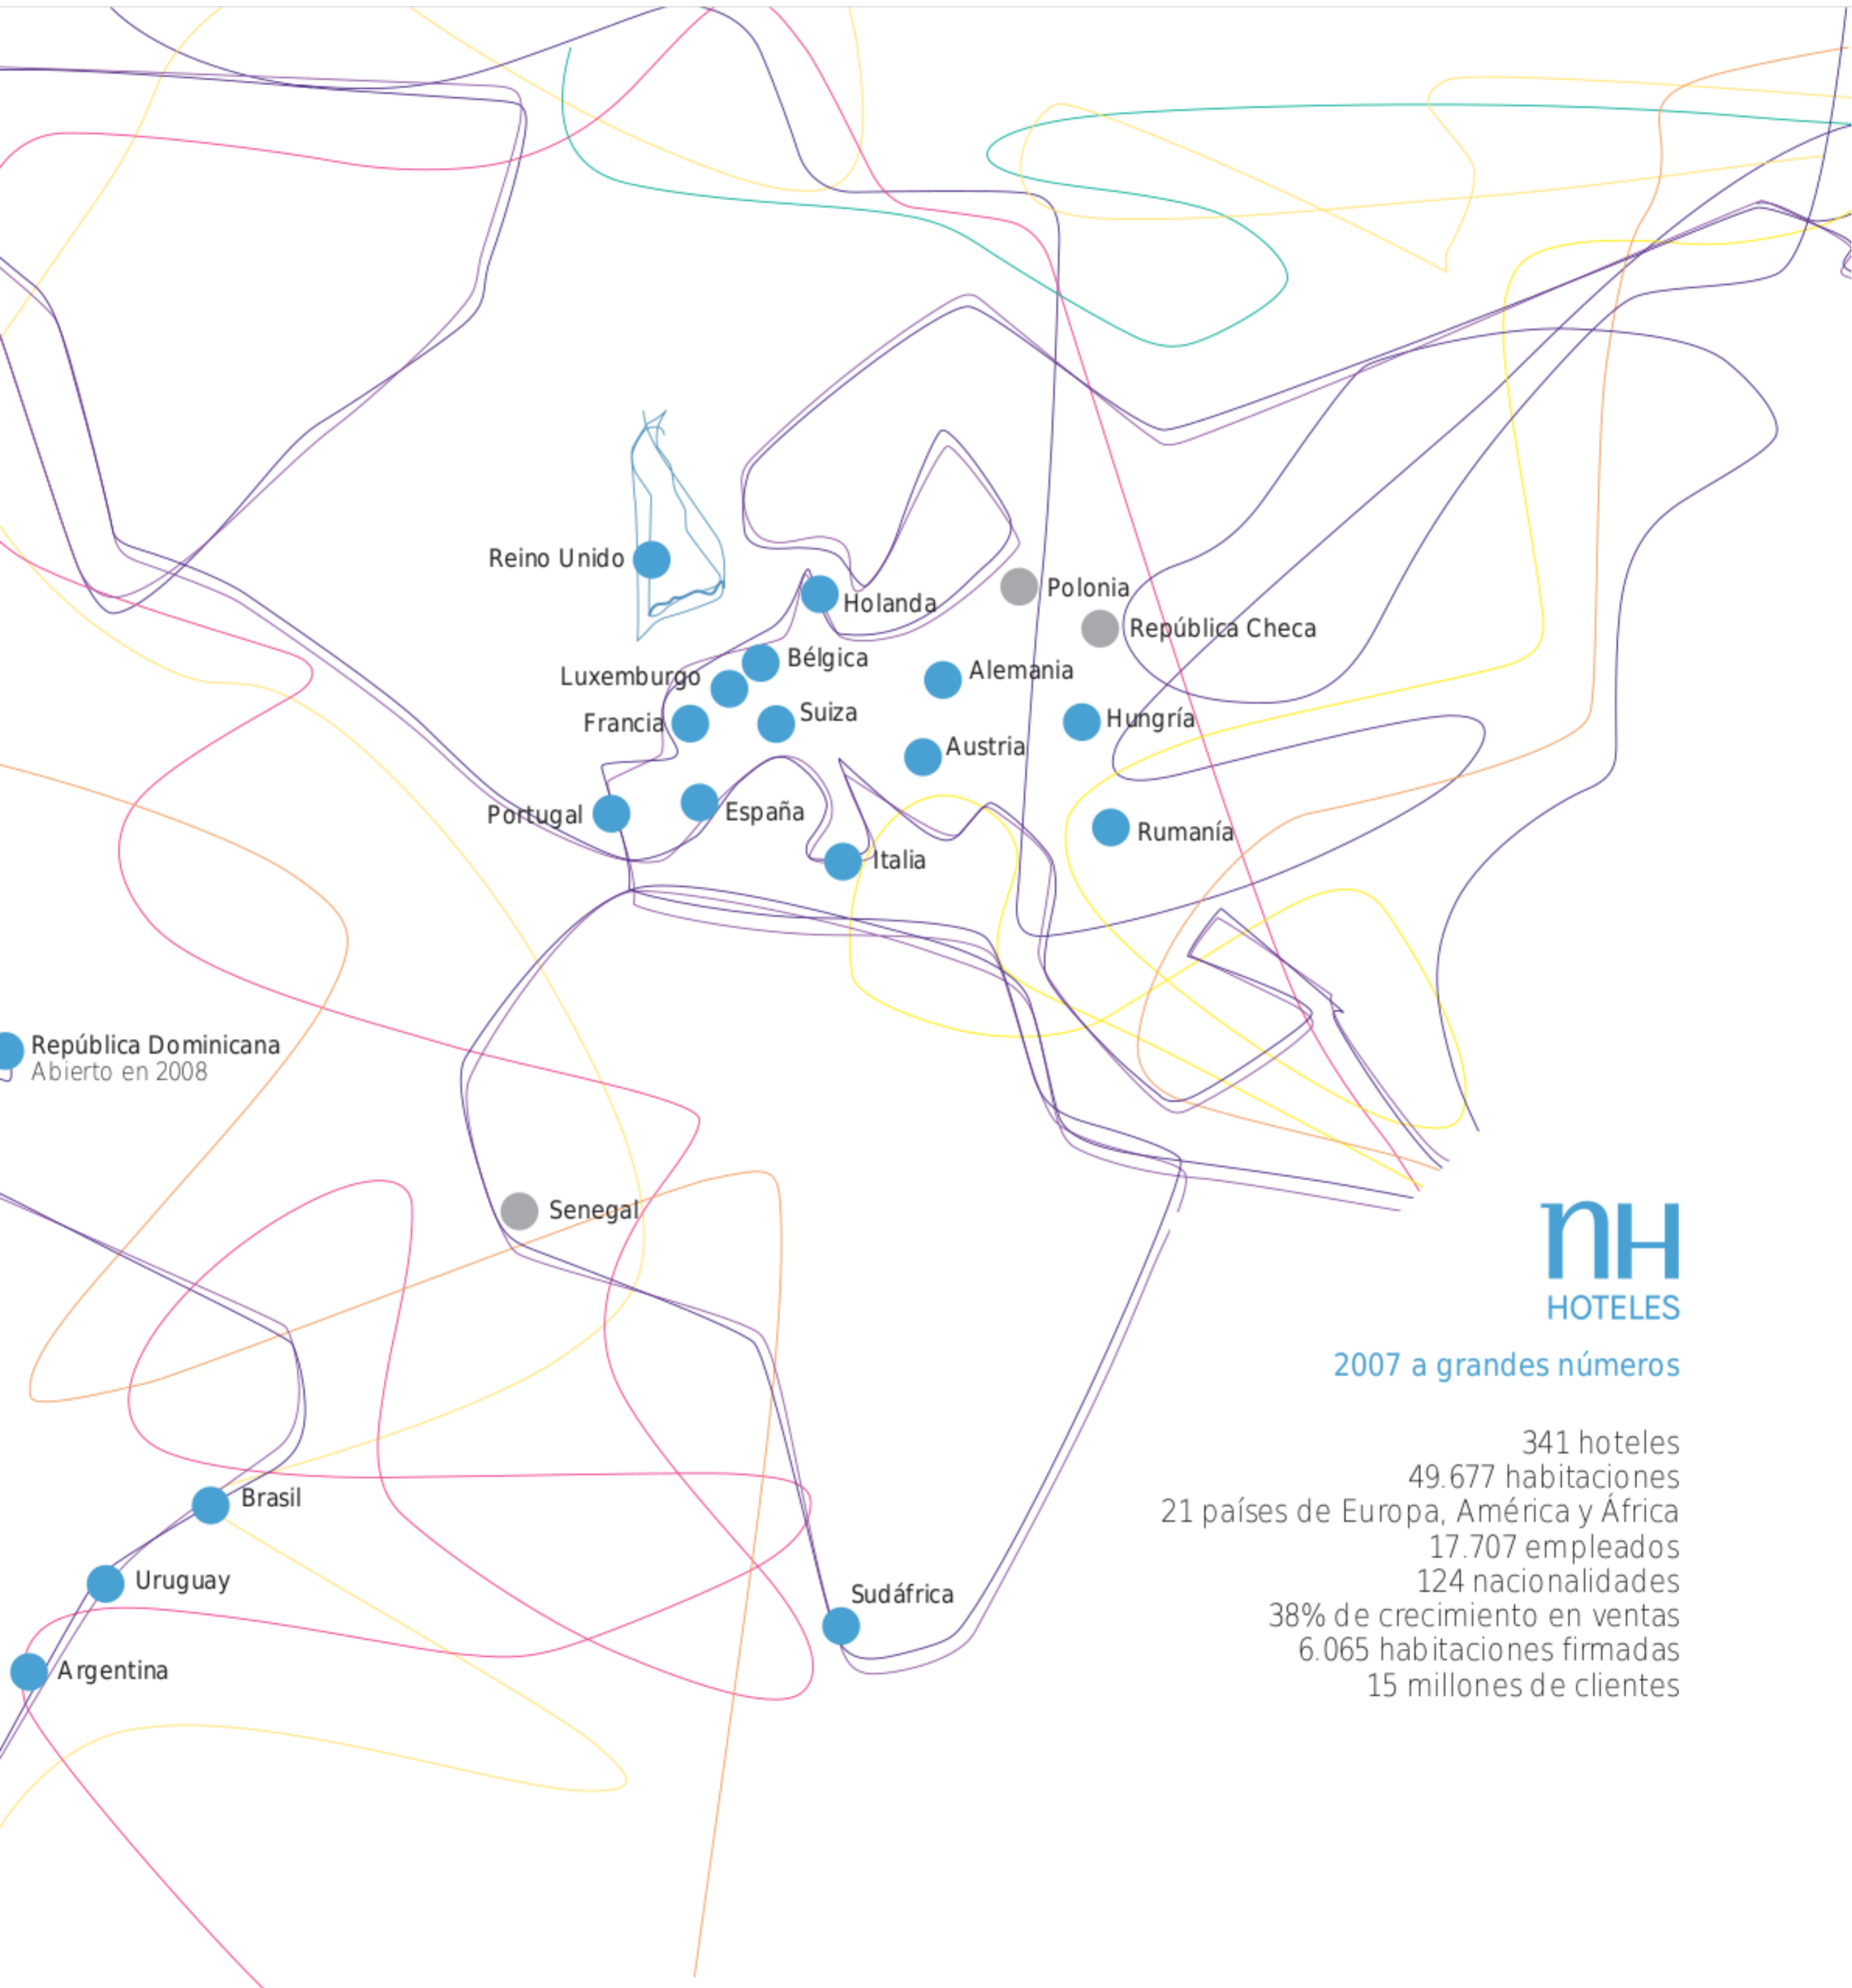 Reino Unido
Holanda
Polonia
República Checa
Bélgica
Luxemburgo
Alemania
Francia
Suiza
Hungría
Austria
Portugal
España
Rumanía
Italia
República Dominicana
Abierto en 2008
Senegal
nH
HOTELES
2007 a grandes números
341 hoteles
49.677 habitaciones
21 países de Europa, América y África
17.707 empleados
124 nacionalidades
38% de crecimiento en ventas
6.065 habitaciones firmadas
15 millones de clientes
Brasil
Uruguay
Sudáfrica
Argentina